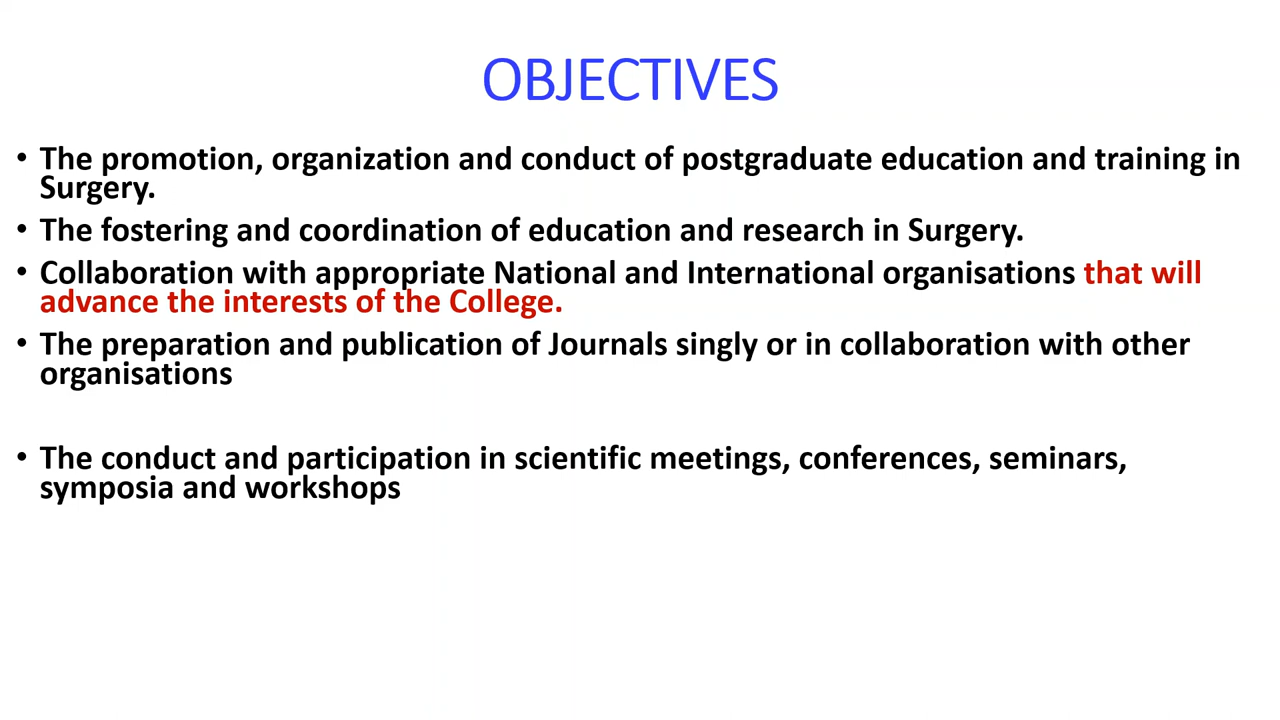 OBJECTIVES
• The promotion, organization and conduct of postgraduate education and training in
Surgery.
• The fostering and coordination of education and research in Surgery.
• Collaboration with appropriate National and International organisations that will
advance the interests of the College.
• The preparation and publication of Journals singly or in collaboration with other
organisations
• The conduct and participation in scientific meetings, conferences, seminars,
symposia and workshops